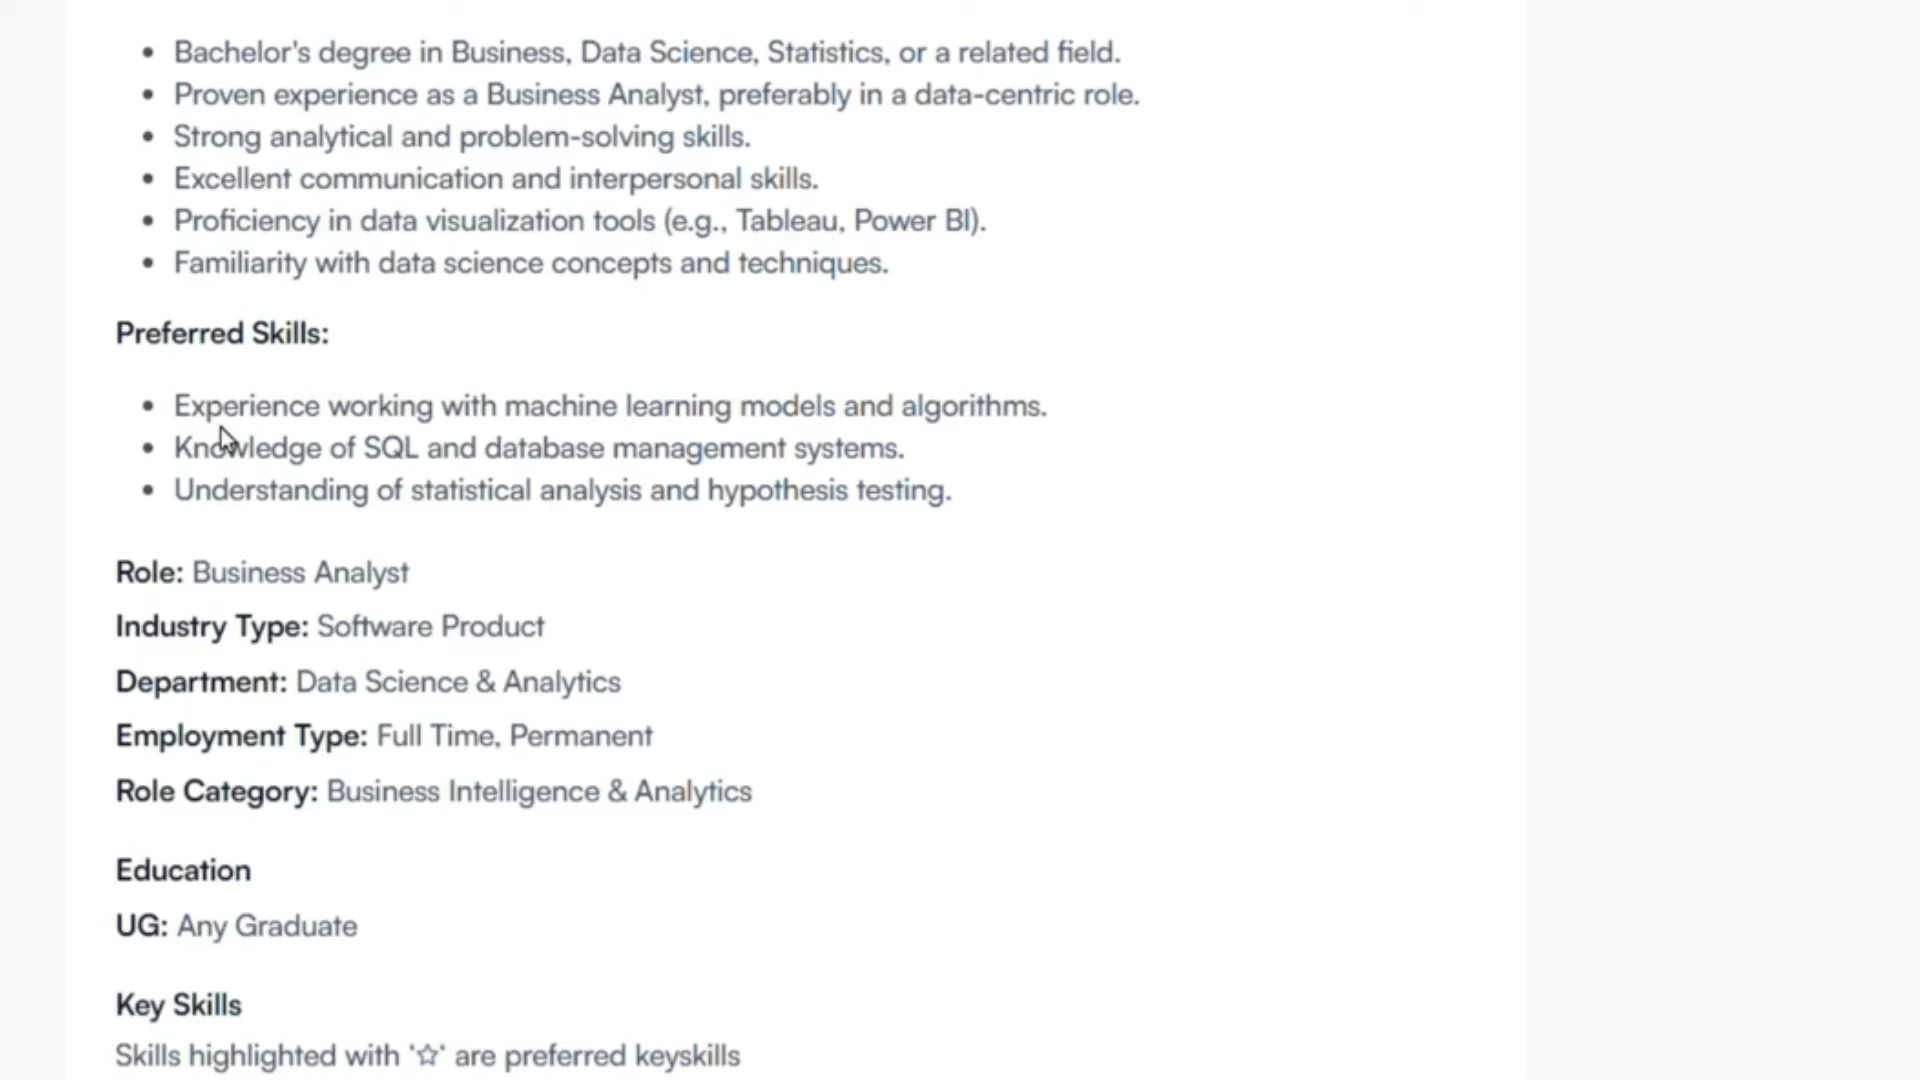 Bachelor's degree in Business, Data Science, Statistics, or a related field.
Proven experience as a Business Analyst, preferably in a data-centric role.
Strong analytical and problem-solving skills.
Excellent communication and interpersonal skills.
Proficiency in data visualization tools (e.g., Tableau, Power BI).
Familiarity with data science concepts and techniques.
Preferred Skills:
Experience working with machine learning models and algorithms.
Knowledge of SQL and database management systems.
Understanding of statistical analysis and hypothesis testing.
Role: Business Analyst
Industry Type: Software Product
Department: Data Science & Analytics
Employment Type: Full Time, Permanent
Role Category: Business Intelligence & Analytics
Education
UG: Any Graduate
Key Skills
Skills highlighted with ‘☆‘ are preferred keyskills